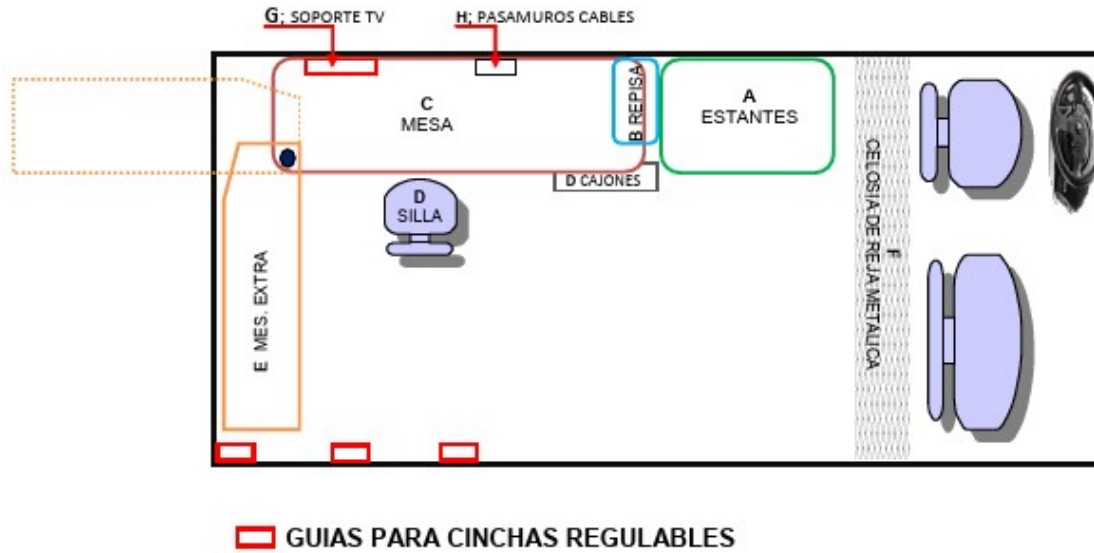 G; SOPORTE TV
H; PASAMUROS CABLES
C
MESA
B REPISA
A
ESTANTES
D CAJONES
D
SILLA
E MES. EXTRA
F
CELOSIA DE REJA METALICA
GUIAS PARA CINCHAS REGULABLES